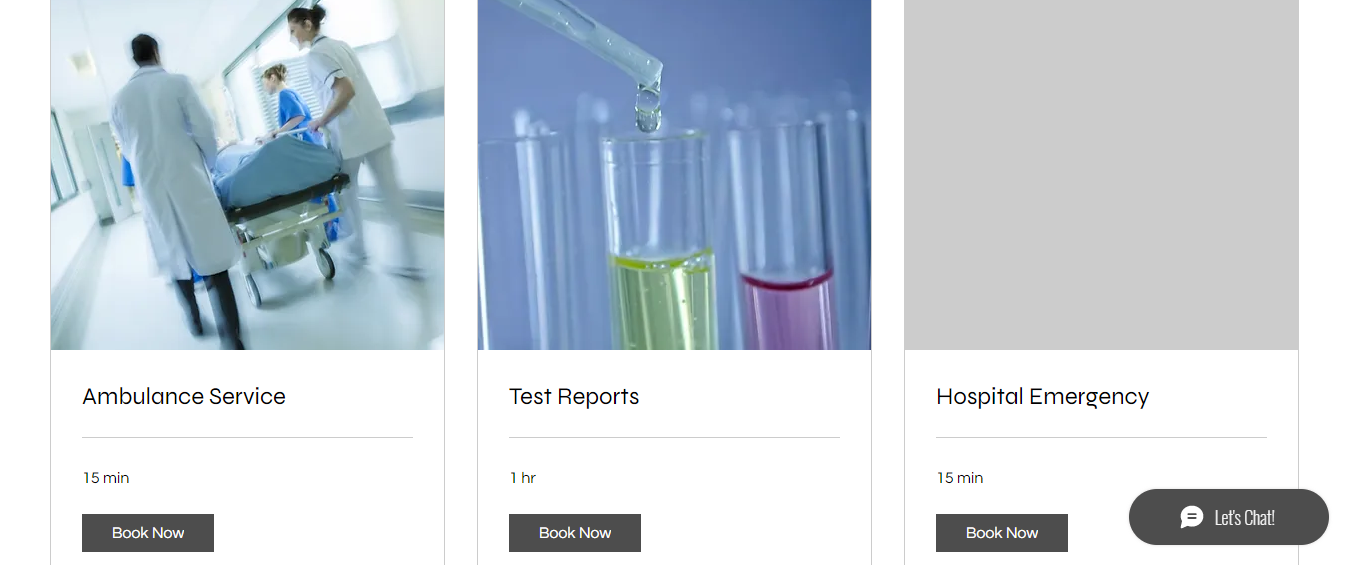 Ambulance Service
15 min
Book Now
Test Reports
1 hr
Book Now
Hospital Emergency
15 min
Book Now
Let's Chat!